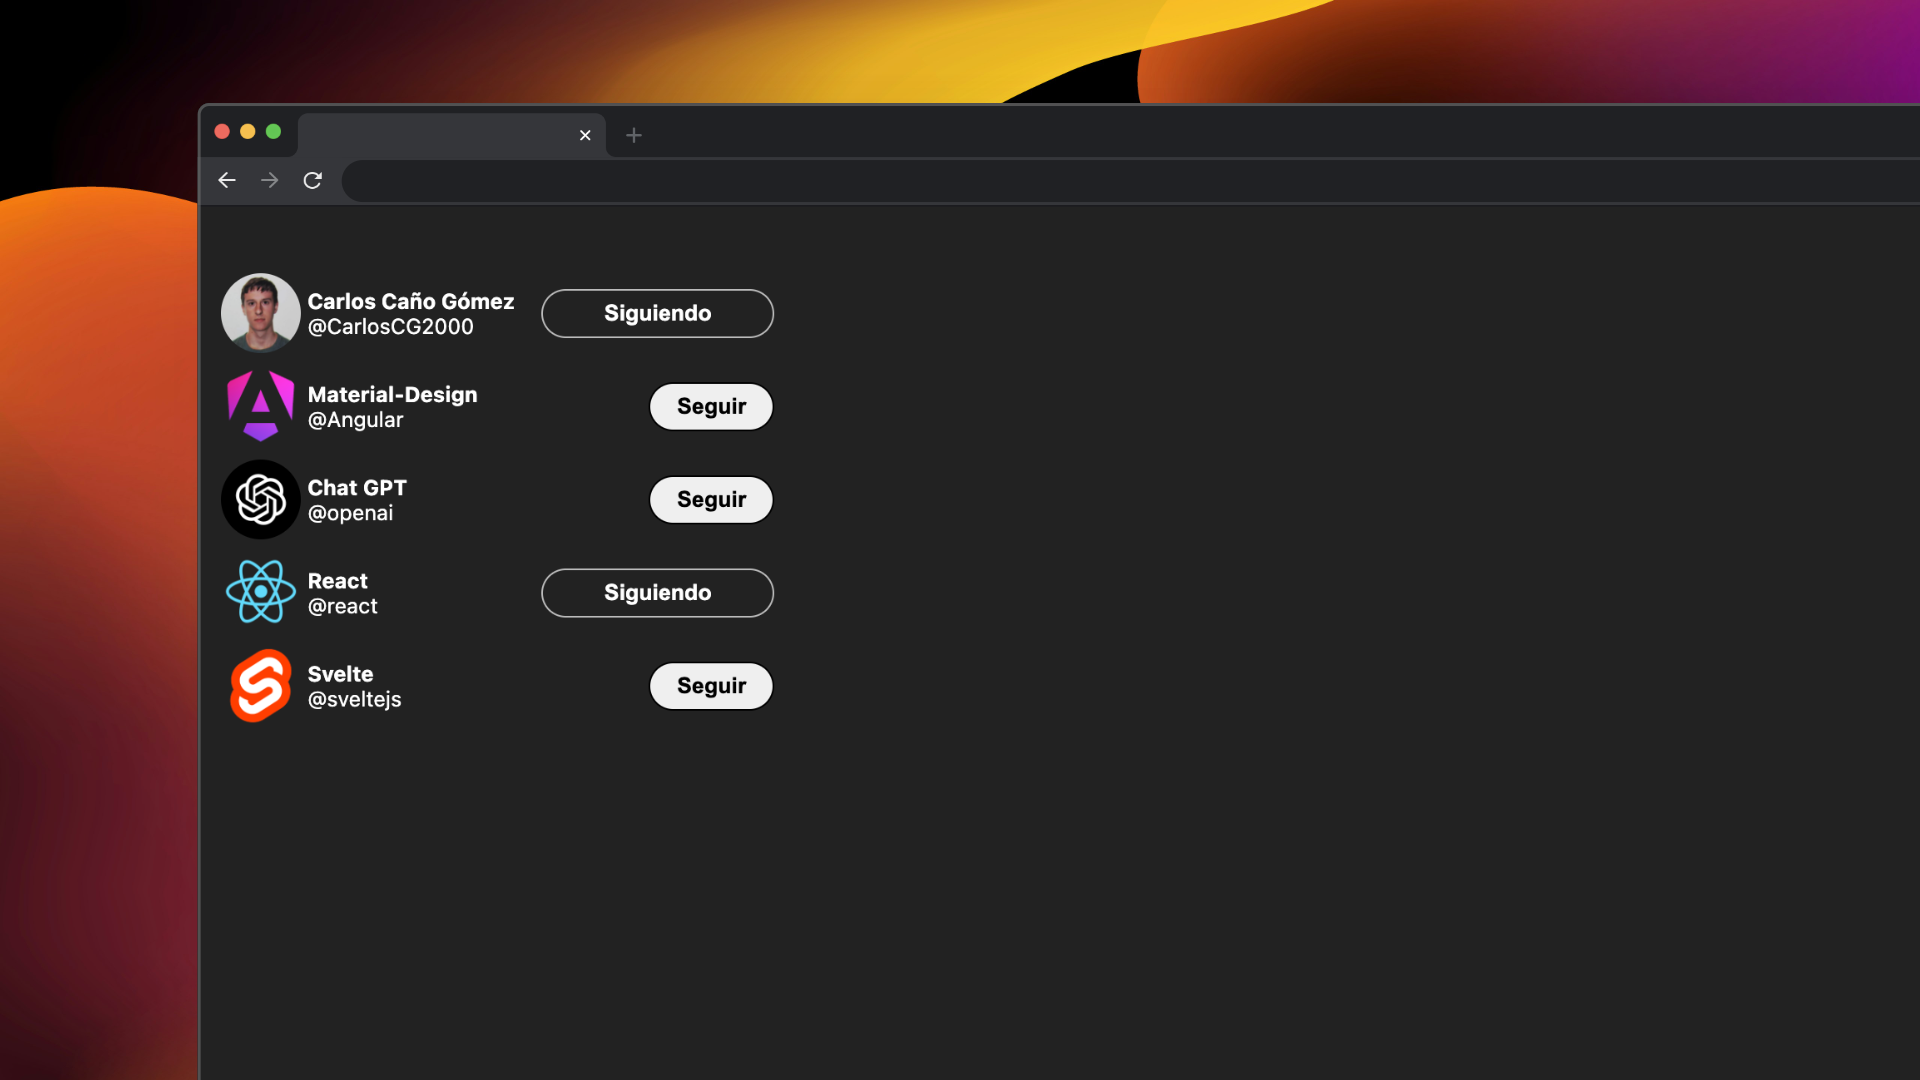 Carlos Caño Gómez
@CarlosCG2000
Siguiendo
Material-Design
@Angular
Seguir
Chat GPT
@openai
Seguir
React
@react
Siguiendo
Svelte
@sveltejs
Seguir